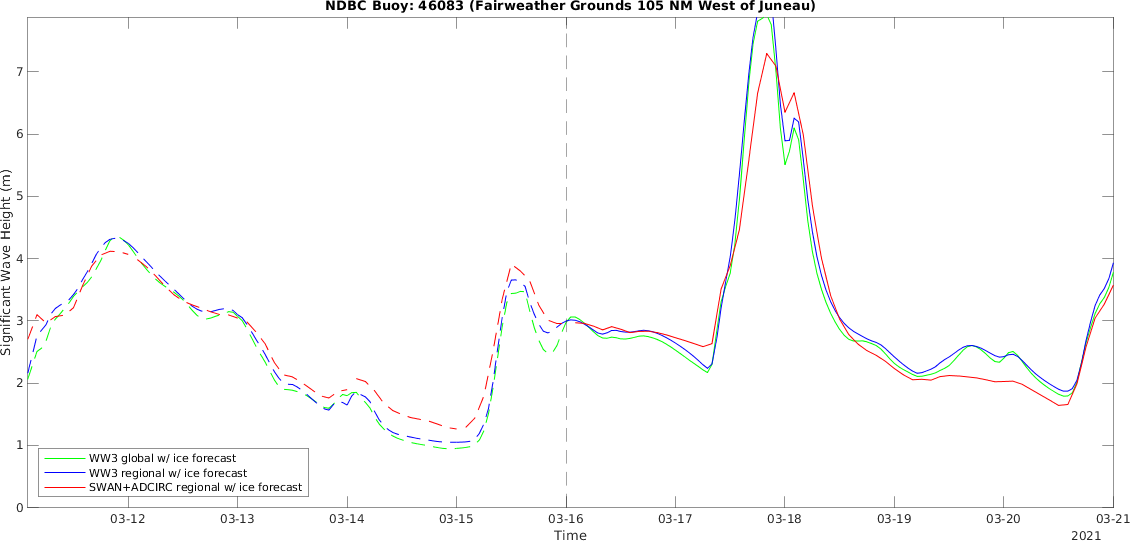 NDBC Buoy: 46083 (Fairweather Grounds 105 NM West of Juneau)
7
6
5
4
3
2
1
0
Significant Wave Height (m)
WW3 global w/ ice forecast
WW3 regional w/ ice forecast
SWAN+ADCIRC regional w/ ice forecast
03-12 03-13 03-14 03-15 03-16 03-17 03-18 03-19 03-20 03-21
Time
2021